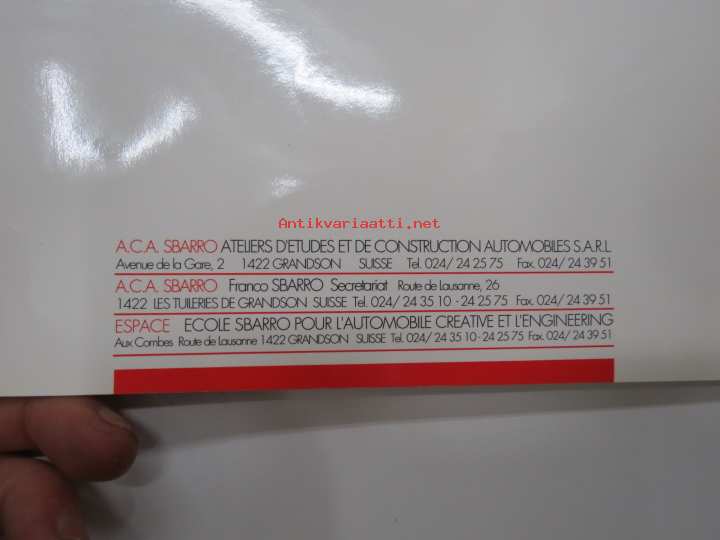 Antikvariaatti.net
A.C.A. SBARRO ATELIERS D'ETUDES ET DE CONSTRUCTION AUTOMOBILES S.A.R.L
Avenue de la Gare, 2 1422 GRANDSON SUISSE Tel. 024/ 24 25 75 Fax. 024/ 24 39 51
A.C.A. SBARRO Franco SBARRO Secretariat Route de Lausanne, 26
1422 LES TUILERIES DE GRANDSON SUISSE Tel. 024/ 24 35 10 - 24 25 75 Fax. 024/ 24 39 51
ESPACE ECOLE SBARRO POUR L'AUTOMOBILE CREATIVE ET L'ENGINEERING
Aux Combes Route de Lausanne 1422 GRANDSON SUISSE Tel. 024/ 24 35 10 - 24 25 75 Fax. 024/ 24 39 51